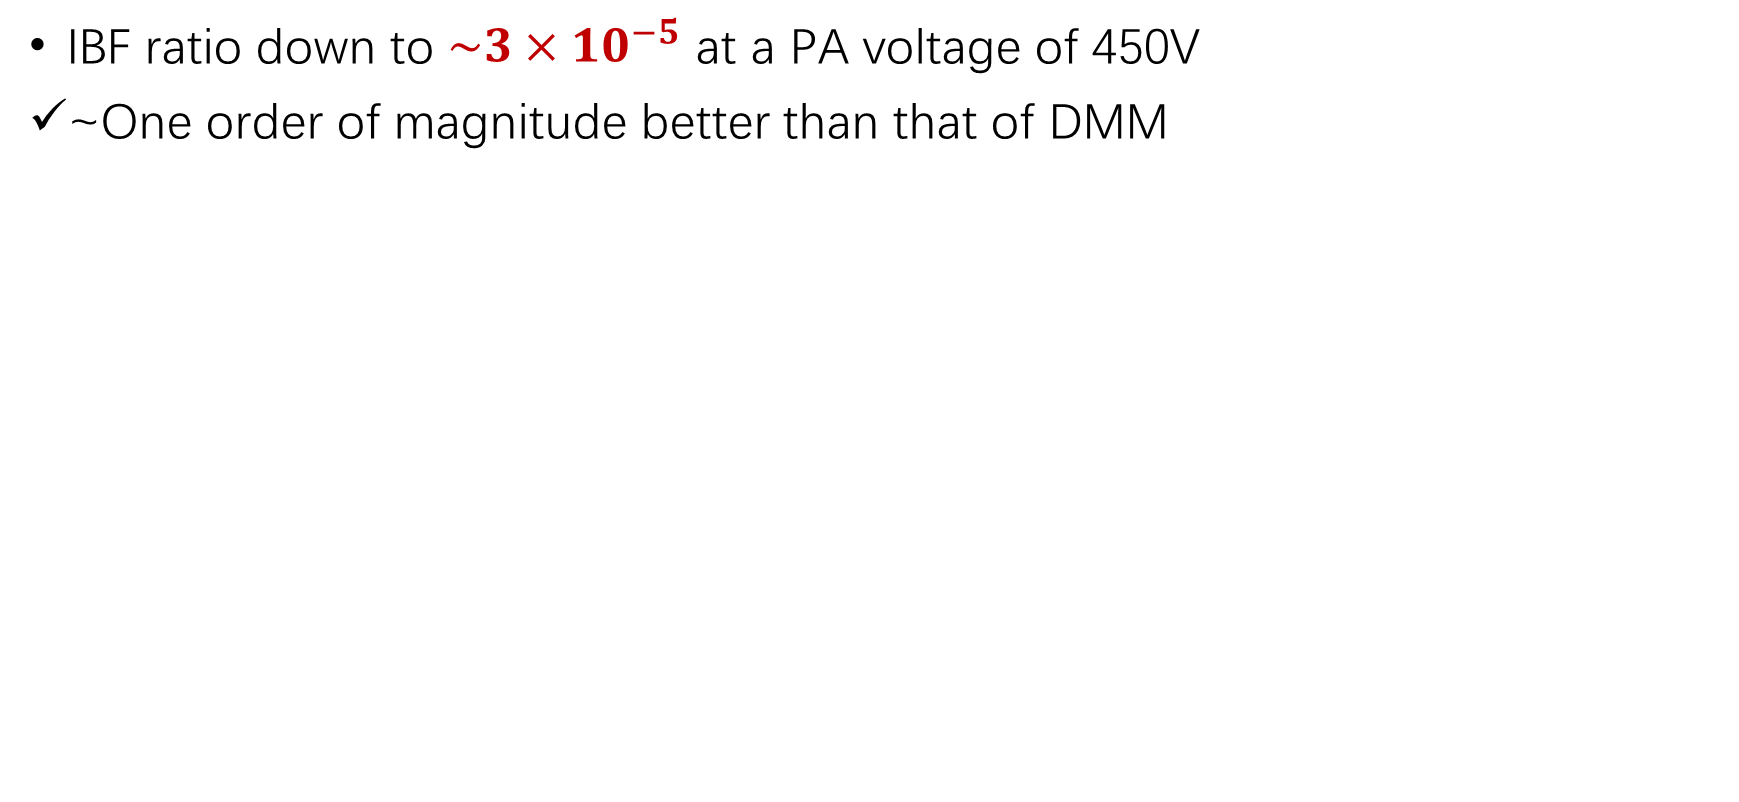 • IBF ratio down to ~3 × 10⁻⁵ at a PA voltage of 450V
✓ ~One order of magnitude better than that of DMM